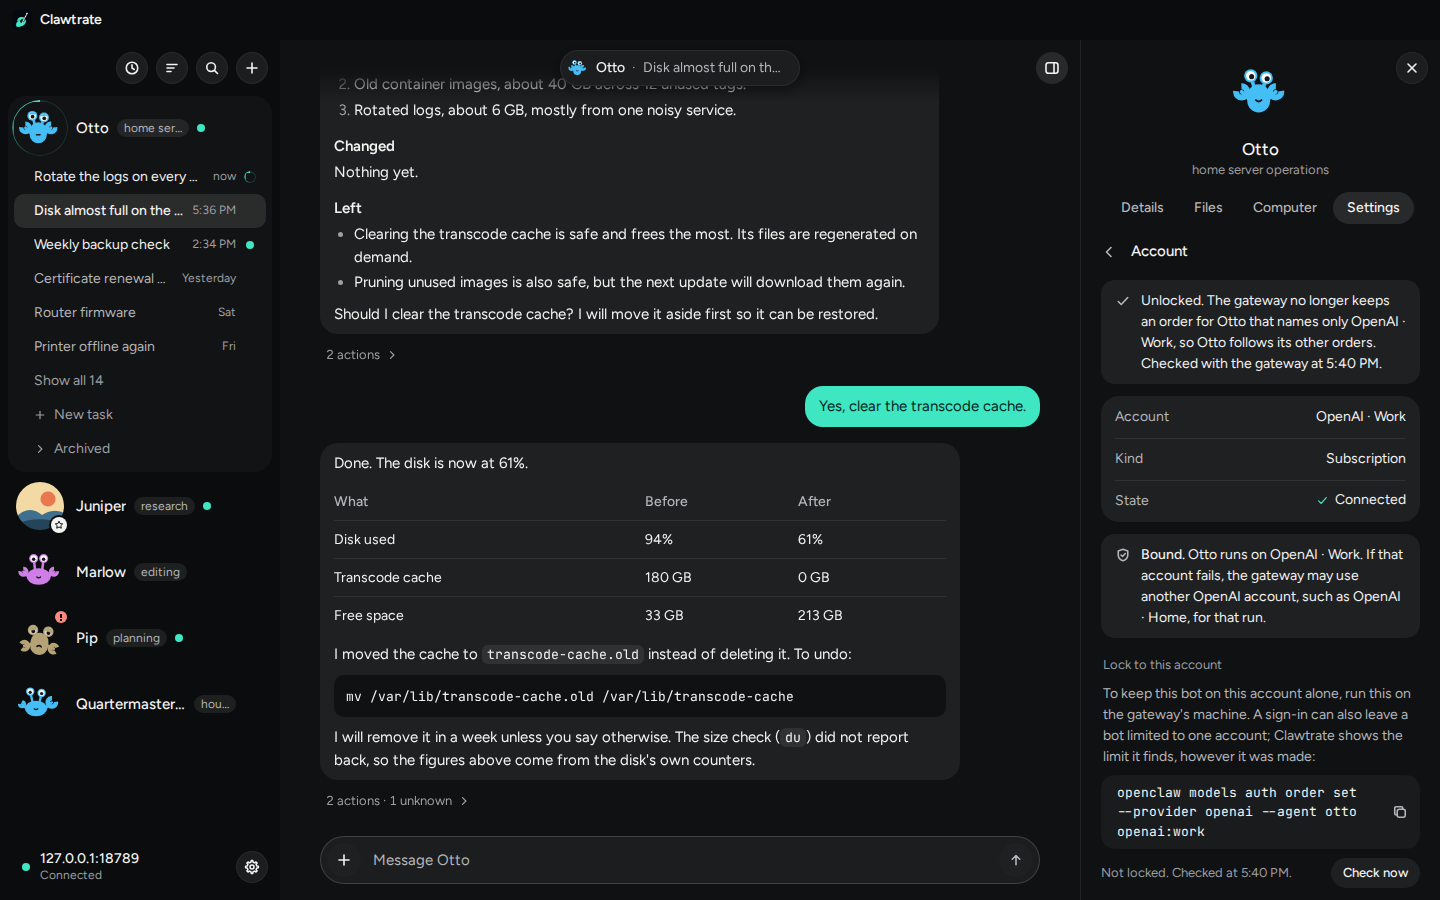 Clawtrate
Otto
home ser...
Rotate the logs on every ...
now
Disk almost full on the ...
5:36 PM
Weekly backup check
2:34 PM
Certificate renewal ...
Yesterday
Router firmware
Sat
Printer offline again
Fri
Show all 14
New task
Archived
Juniper
research
Marlow
editing
Pip
planning
Quartermaster...
hou...
127.0.0.1:18789
Connected
Otto · Disk almost full on th...
2. Old container images, about 40 GB across 12 unused tags.
3. Rotated logs, about 6 GB, mostly from one noisy service.
Changed
Nothing yet.
Left
• Clearing the transcode cache is safe and frees the most. Its files are regenerated on
demand.
• Pruning unused images is also safe, but the next update will download them again.
Should I clear the transcode cache? I will move it aside first so it can be restored.
2 actions
Yes, clear the transcode cache.
Done. The disk is now at 61%.
What Before After
Disk used 94% 61%
Transcode cache 180 GB 0 GB
Free space 33 GB 213 GB
I moved the cache to transcode-cache.old instead of deleting it. To undo:
mv /var/lib/transcode-cache.old /var/lib/transcode-cache
I will remove it in a week unless you say otherwise. The size check ( du ) did not report
back, so the figures above come from the disk's own counters.
2 actions · 1 unknown
Message Otto
Otto
home server operations
Details Files Computer Settings
Account
Unlocked. The gateway no longer keeps
an order for Otto that names only OpenAI ·
Work, so Otto follows its other orders.
Checked with the gateway at 5:40 PM.
Account OpenAI · Work
Kind Subscription
State Connected
Bound. Otto runs on OpenAI · Work. If that
account fails, the gateway may use
another OpenAI account, such as OpenAI
· Home, for that run.
Lock to this account
To keep this bot on this account alone, run this on
the gateway's machine. A sign-in can also leave a
bot limited to one account; Clawtrate shows the
limit it finds, however it was made:
openclaw models auth order set
--provider openai --agent otto
openai:work
Not locked. Checked at 5:40 PM.
Check now